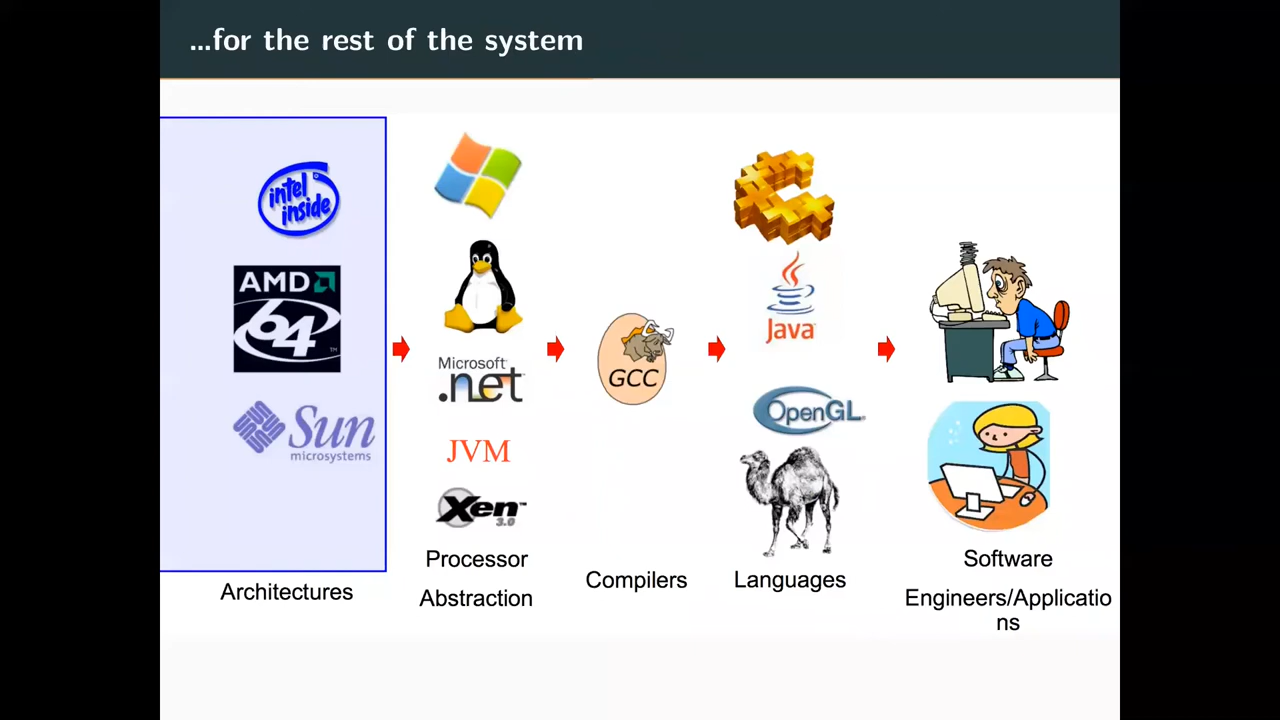 ...for the rest of the system
intel
inside
AMD
64
TM
Sun
microsystems
Architectures
Microsoft
.net
JVM
Xen
3.0
Processor
Abstraction
GCC
Compilers
Java
OpenGL
Languages
Software
Engineers/Applicatio
ns